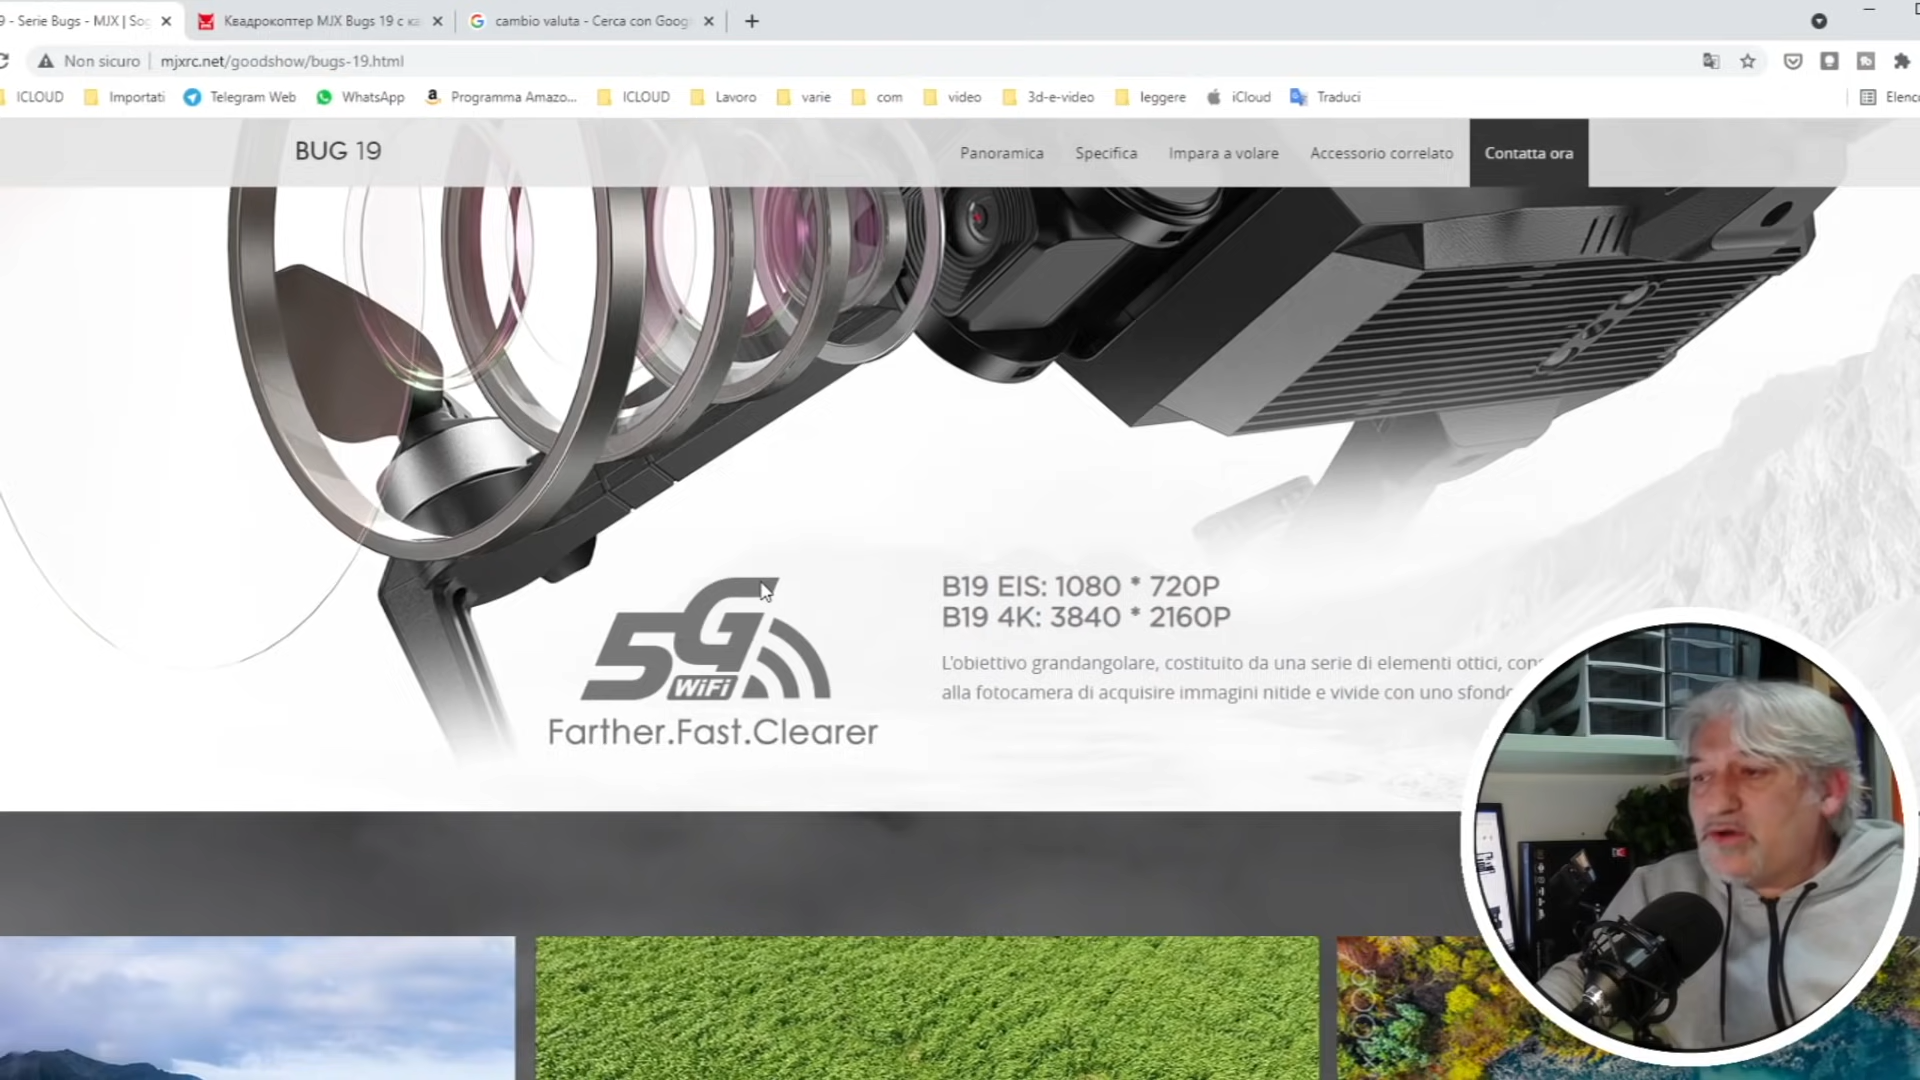 9 - Serie Bugs - MJX | Sog
Квадрокоптер MJX Bugs 19 с ка
cambio valuta - Cerca con Goog
Non sicuro
mjxrc.net/goodshow/bugs-19.html
ICLOUD
Importati
Telegram Web
WhatsApp
Programma Amazo...
ICLOUD
Lavoro
varie
com
video
3d-e-video
leggere
iCloud
Traduci
Elenco
BUG 19
Panoramica
Specifica
Impara a volare
Accessorio correlato
Contatta ora
5G
WiFi
Farther.Fast.Clearer
B19 EIS: 1080 * 720P
B19 4K: 3840 * 2160P
L'obiettivo grandangolare, costituito da una serie di elementi ottici, con
alla fotocamera di acquisire immagini nitide e vivide con uno sfondo